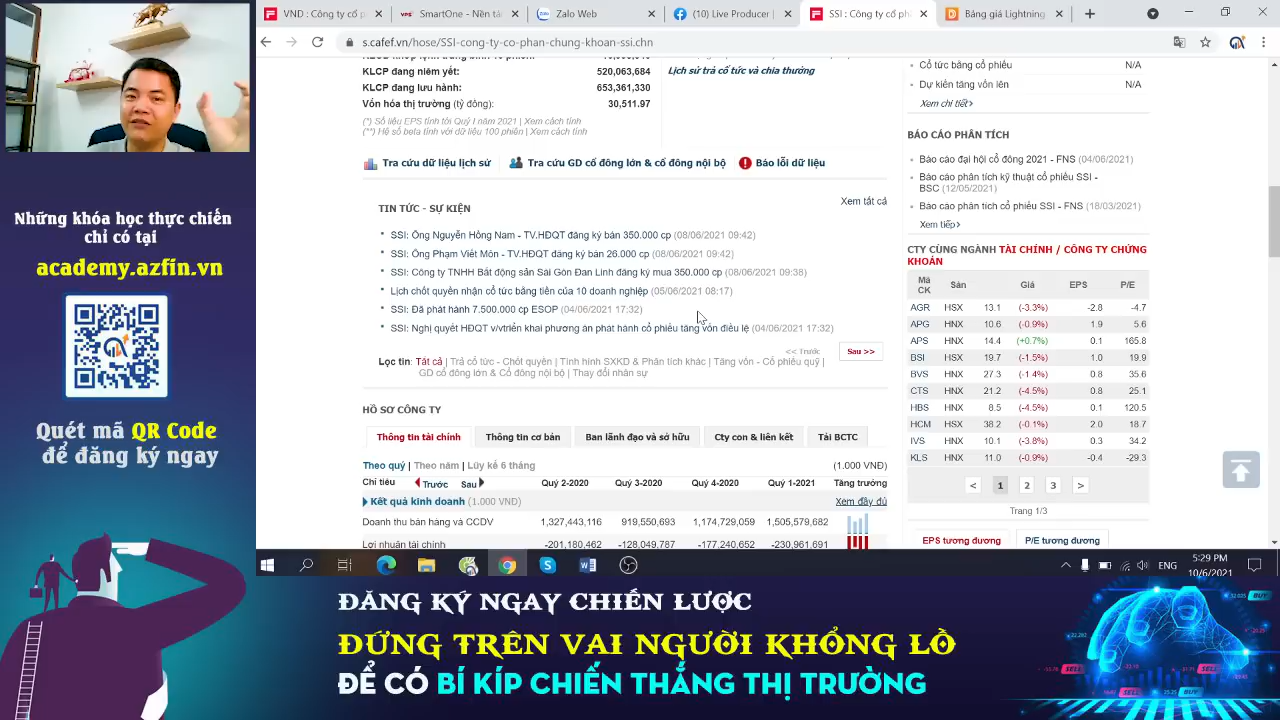 VND : Công ty cổ p
SmartOne - Nền tả
Zalo Web
(10) Live Producer
SSI : Công ty cổ ph
Bảng giá Lightning
s.cafef.vn/hose/SSI-cong-ty-co-phan-chung-khoan-ssi.chn
KLCP đang niêm yết: 520,063,684
KLCP đang lưu hành: 653,361,330
Vốn hóa thị trường (tỷ đồng): 30,511.97
(*) Số liệu EPS tính tới Quý I năm 2021 | Xem cách tính
(**) Hệ số beta tính với dữ liệu 100 phiên | Xem cách tính
Lịch sử trả cổ tức và chia thưởng
Tra cứu dữ liệu lịch sử
Tra cứu GD cổ đông lớn & cổ đông nội bộ
Báo lỗi dữ liệu
TIN TỨC - SỰ KIỆN
Xem tất cả
SSI: Ông Nguyễn Hồng Nam - TV.HĐQT đăng ký bán 350.000 cp (08/06/2021 09:42)
SSI: Ông Phạm Viết Môn - TV.HĐQT đăng ký bán 26.000 cp (08/06/2021 09:42)
SSI: Công ty TNHH Bất động sản Sài Gòn Đan Linh đăng ký mua 350.000 cp (08/06/2021 09:38)
Lịch chốt quyền nhận cổ tức bằng tiền của 10 doanh nghiệp (05/06/2021 08:17)
SSI: Đã phát hành 7.500.000 cp ESOP (04/06/2021 17:32)
SSI: Nghị quyết HĐQT v/vtriển khai phương án phát hành cổ phiếu tăng vốn điều lệ (04/06/2021 17:32)
<< Trước Sau >>
Lọc tin: Tất cả | Trả cổ tức - Chốt quyền | Tình hình SXKD & Phân tích khác | Tăng vốn - Cổ phiếu quỹ |
GD cổ đông lớn & Cổ đông nội bộ | Thay đổi nhân sự
HỒ SƠ CÔNG TY
Thông tin tài chính
Thông tin cơ bản
Ban lãnh đạo và sở hữu
Cty con & liên kết
Tải BCTC
Theo quý | Theo năm | Lũy kế 6 tháng (1.000 VNĐ)
Chỉ tiêu Trước Sau Quý 2-2020 Quý 3-2020 Quý 4-2020 Quý 1-2021 Tăng trưởng
Kết quả kinh doanh (1.000 VNĐ) Xem đầy đủ
Doanh thu bán hàng và CCDV 1,327,443,116 919,550,693 1,174,729,059 1,505,579,682
Lợi nhuận tài chính -201,180,462 -128,049,787 -177,240,652 -230,961,691
Cổ tức bằng cổ phiếu N/A
Dự kiến tăng vốn lên N/A
Xem chi tiết
BÁO CÁO PHÂN TÍCH
Báo cáo đại hội cổ đông 2021 - FNS (04/06/2021)
Báo cáo phân tích kỹ thuật cổ phiếu SSI -
BSC (12/05/2021)
Báo cáo phân tích cổ phiếu SSI - FNS (18/03/2021)
Xem tiếp
CTY CÙNG NGÀNH TÀI CHÍNH / CÔNG TY CHỨNG
KHOÁN
Mã CK Sàn Giá EPS P/E
AGR HSX 13.1 (-3.3%) -2.8 -4.7
APG HSX 10.6 (-0.9%) 1.9 5.6
APS HNX 14.4 (+0.7%) 0.1 165.8
BSI HSX 19.7 1.0 19.1
BVS HNX 27.3 (-1.4%) 0.8 35.6
CTS HNX 21.2 (-4.5%) 0.8 25.1
HBS HNX 8.5 (-4.5%) 0.1 120.5
HCM HSX 38.2 (-0.1%) 2.0 18.7
IVS HNX 10.1 (-3.8%) 0.3 34.2
KLS HNX 11.0 (-0.9%) -0.4 -29.3
< 1 2 3 >
Trang 1/3
EPS tương đương
P/E tương đương
ENG
5:29 PM
10/6/2021
Những khóa học thực chiến
chỉ có tại
academy.azfin.vn
Quét mã QR Code
để đăng ký ngay
ĐĂNG KÝ NGAY CHIẾN LƯỢC
ĐỨNG TRÊN VAI NGƯỜI KHỔNG LỒ
ĐỂ CÓ BÍ KÍP CHIẾN THẮNG THỊ TRƯỜNG
BUY
SELL
SELL
BUY